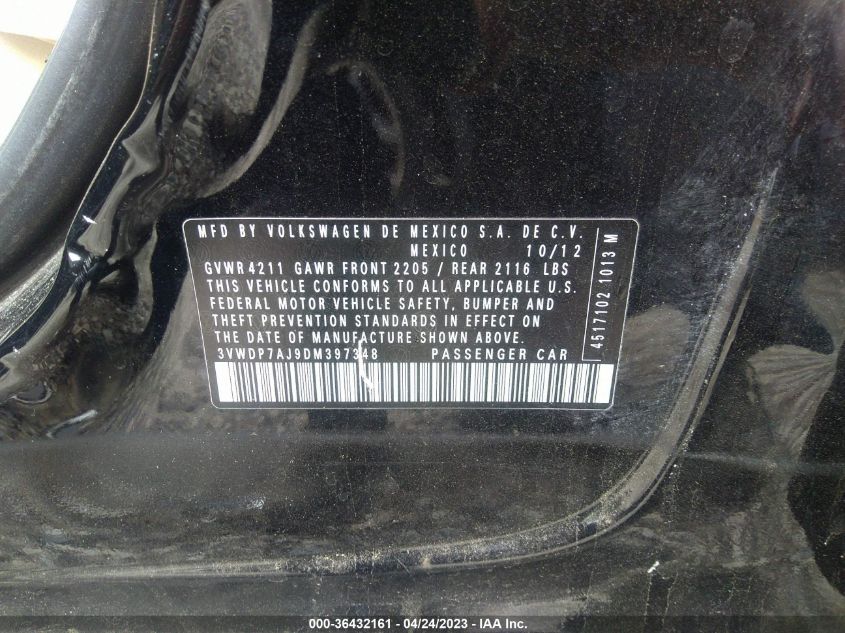 MFD BY VOLKSWAGEN DE MEXICO S.A. DE C.V.
MEXICO 10/12
GVWR 4211 GAWR FRONT 2205 / REAR 2116 LBS
THIS VEHICLE CONFORMS TO ALL APPLICABLE U.S.
FEDERAL MOTOR VEHICLE SAFETY, BUMPER AND
THEFT PREVENTION STANDARDS IN EFFECT ON
THE DATE OF MANUFACTURE SHOWN ABOVE.
3VWDP7AJ9DM397348 PASSENGER CAR
4517102 1013 M
000-36432161 - 04/24/2023 - IAA Inc.